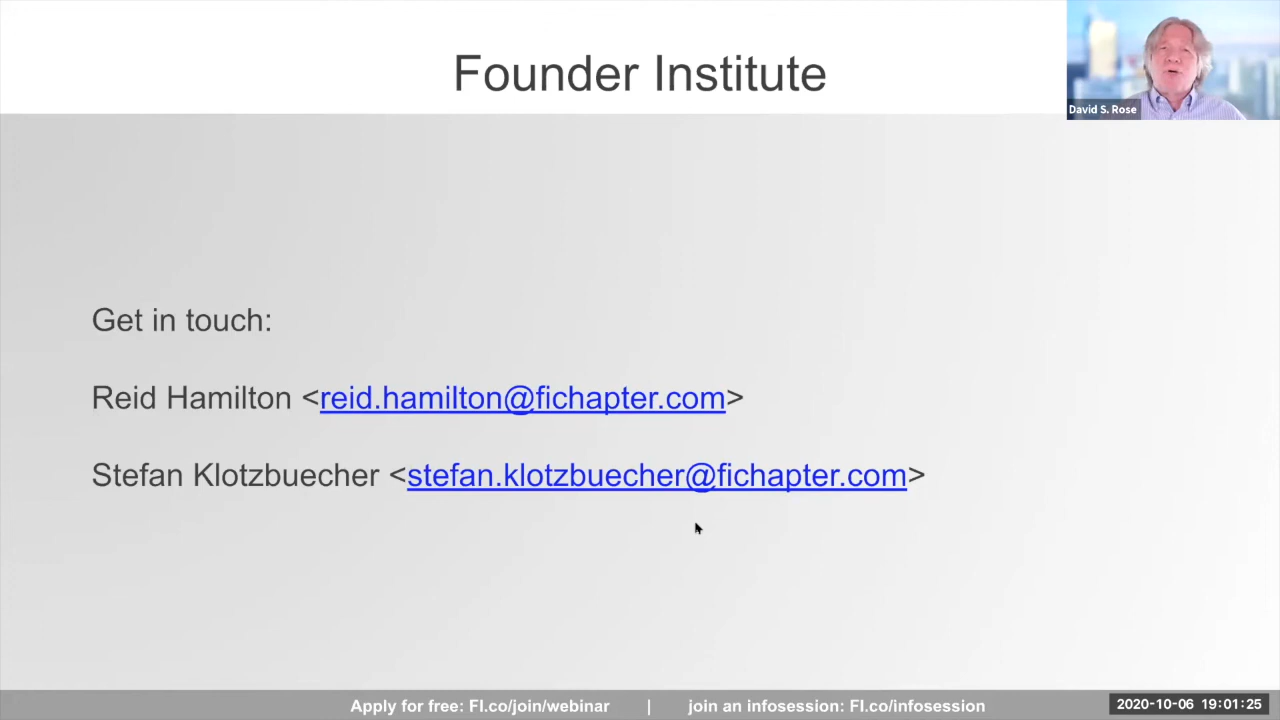 Founder Institute
David S. Rose
Get in touch:
Reid Hamilton <reid.hamilton@fichapter.com>
Stefan Klotzbuecher <stefan.klotzbuecher@fichapter.com>
Apply for free: FI.co/join/webinar | join an infosession: FI.co/infosession
2020-10-06 19:01:25